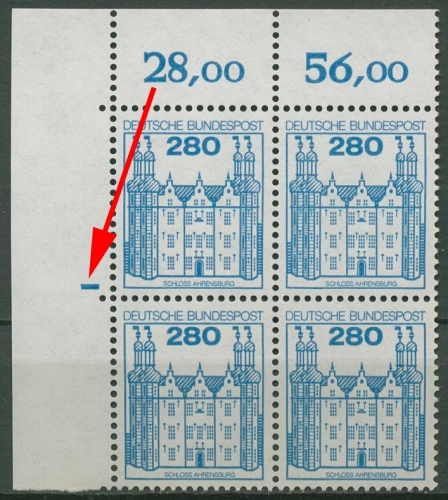 28,00 56,00
DEUTSCHE BUNDESPOST DEUTSCHE BUNDESPOST
280 280
SCHLOSS AHRENSBURG SCHLOSS AHRENSBURG
DEUTSCHE BUNDESPOST DEUTSCHE BUNDESPOST
280 280
SCHLOSS AHRENSBURG SCHLOSS AHRENSBURG